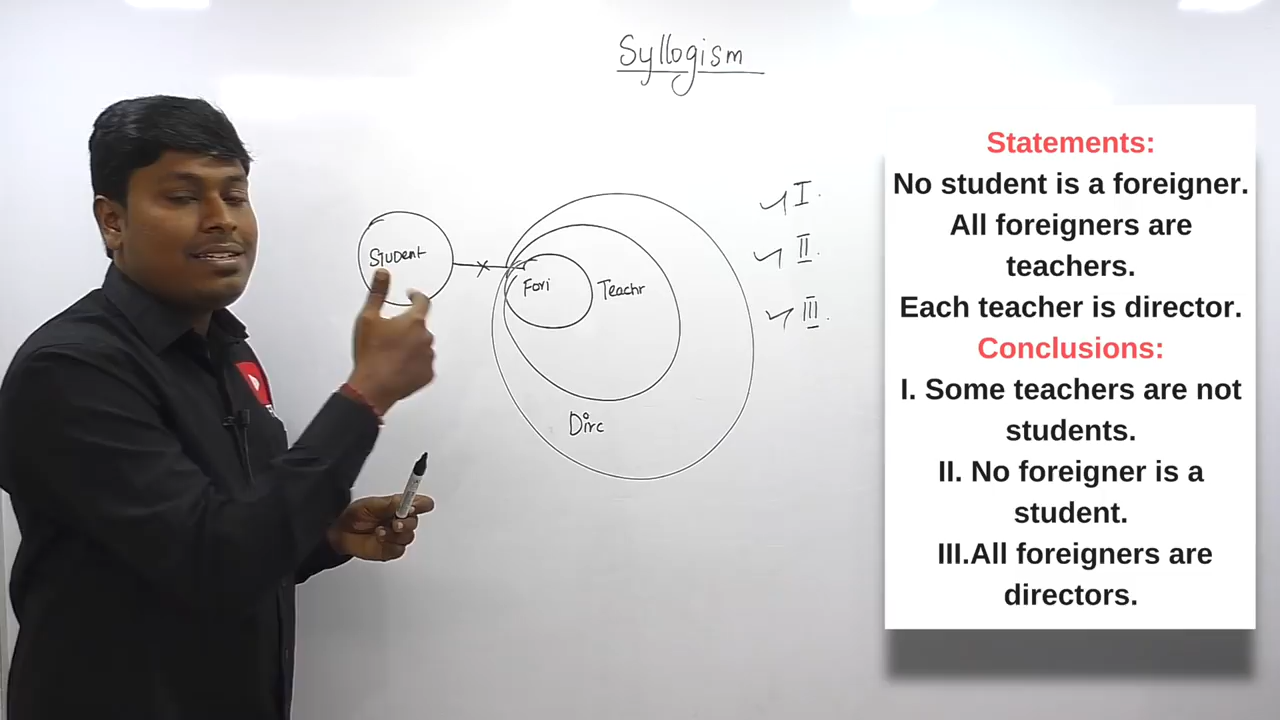 Syllogism
Student
Fori
Teachr
Dirc
I.
II.
III.
Statements:
No student is a foreigner.
All foreigners are
teachers.
Each teacher is director.
Conclusions:
I. Some teachers are not
students.
II. No foreigner is a
student.
III.All foreigners are
directors.